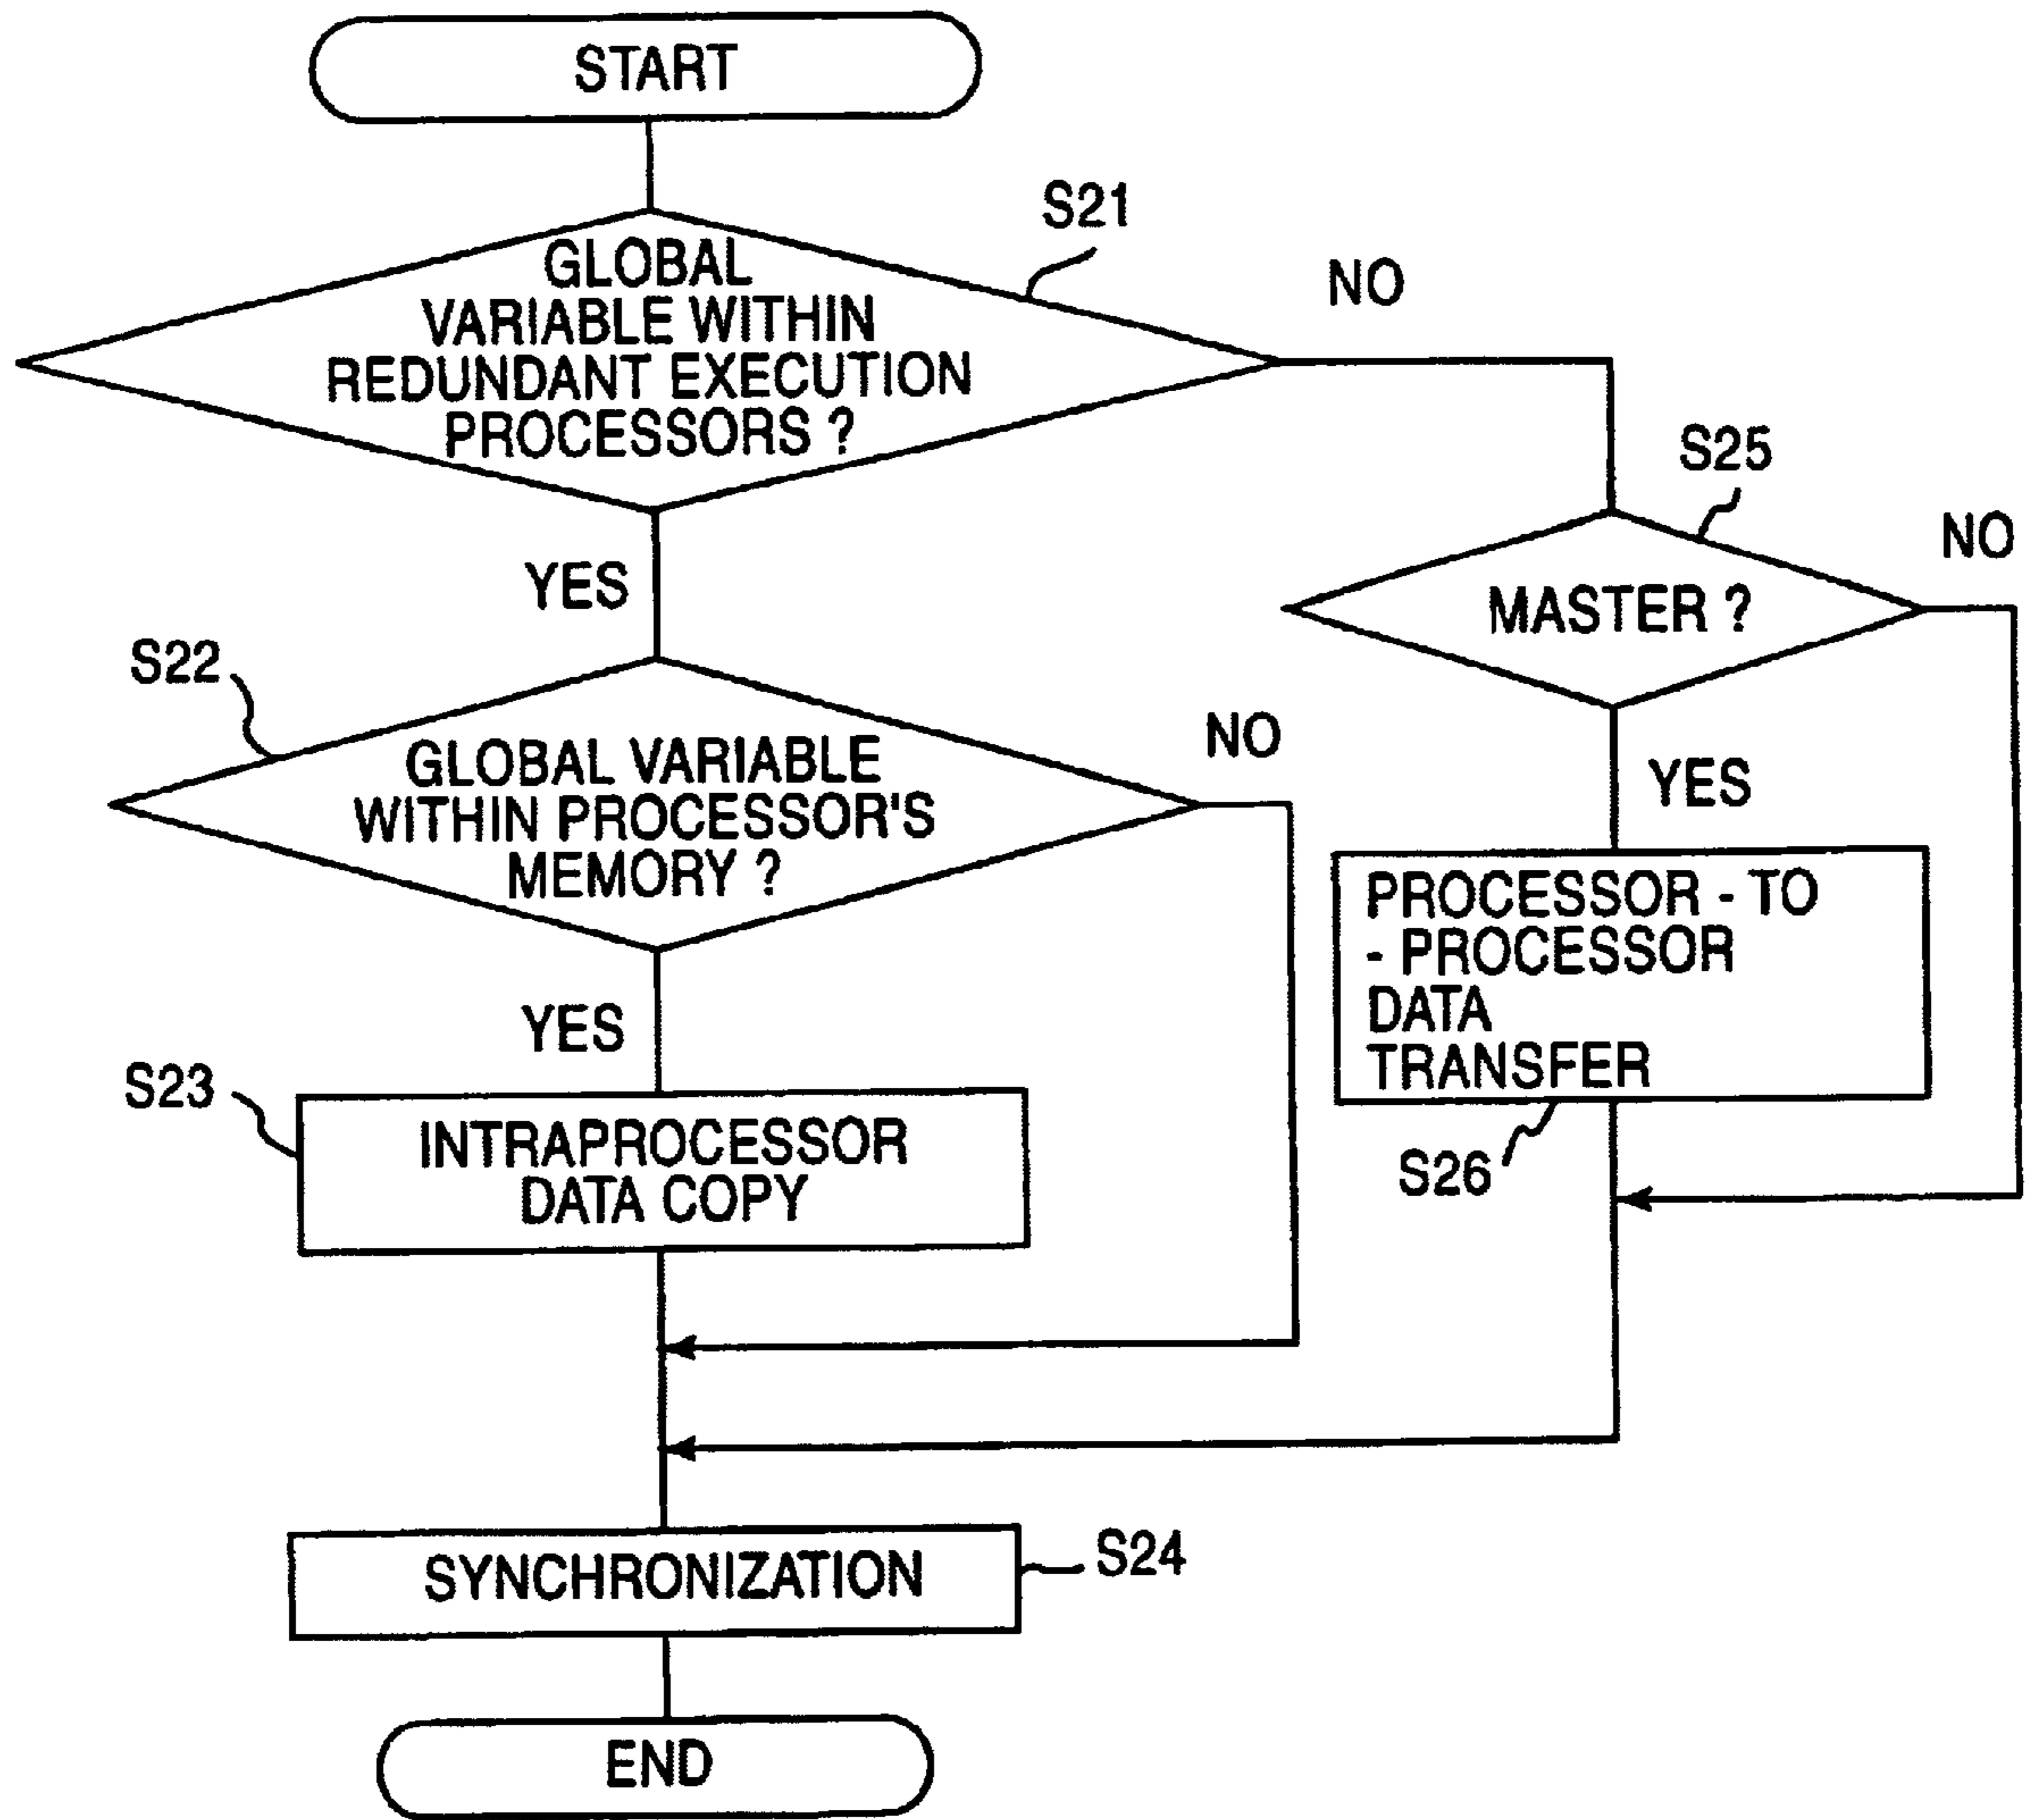 START
S21
GLOBAL
VARIABLE WITHIN
REDUNDANT EXECUTION
PROCESSORS ?
NO
YES
S25
MASTER ?
NO
YES
S22
GLOBAL VARIABLE
WITHIN PROCESSOR'S
MEMORY ?
NO
YES
PROCESSOR - TO
- PROCESSOR
DATA
TRANSFER
S26
S23
INTRAPROCESSOR
DATA COPY
SYNCHRONIZATION
S24
END